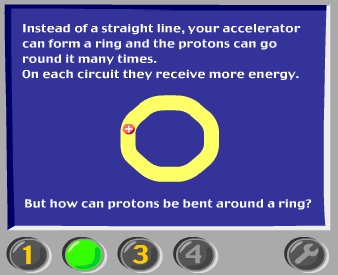 Instead of a straight line, your accelerator
can form a ring and the protons can go
round it many times.
On each circuit they receive more energy.
+
But how can protons be bent around a ring?
1 3 4